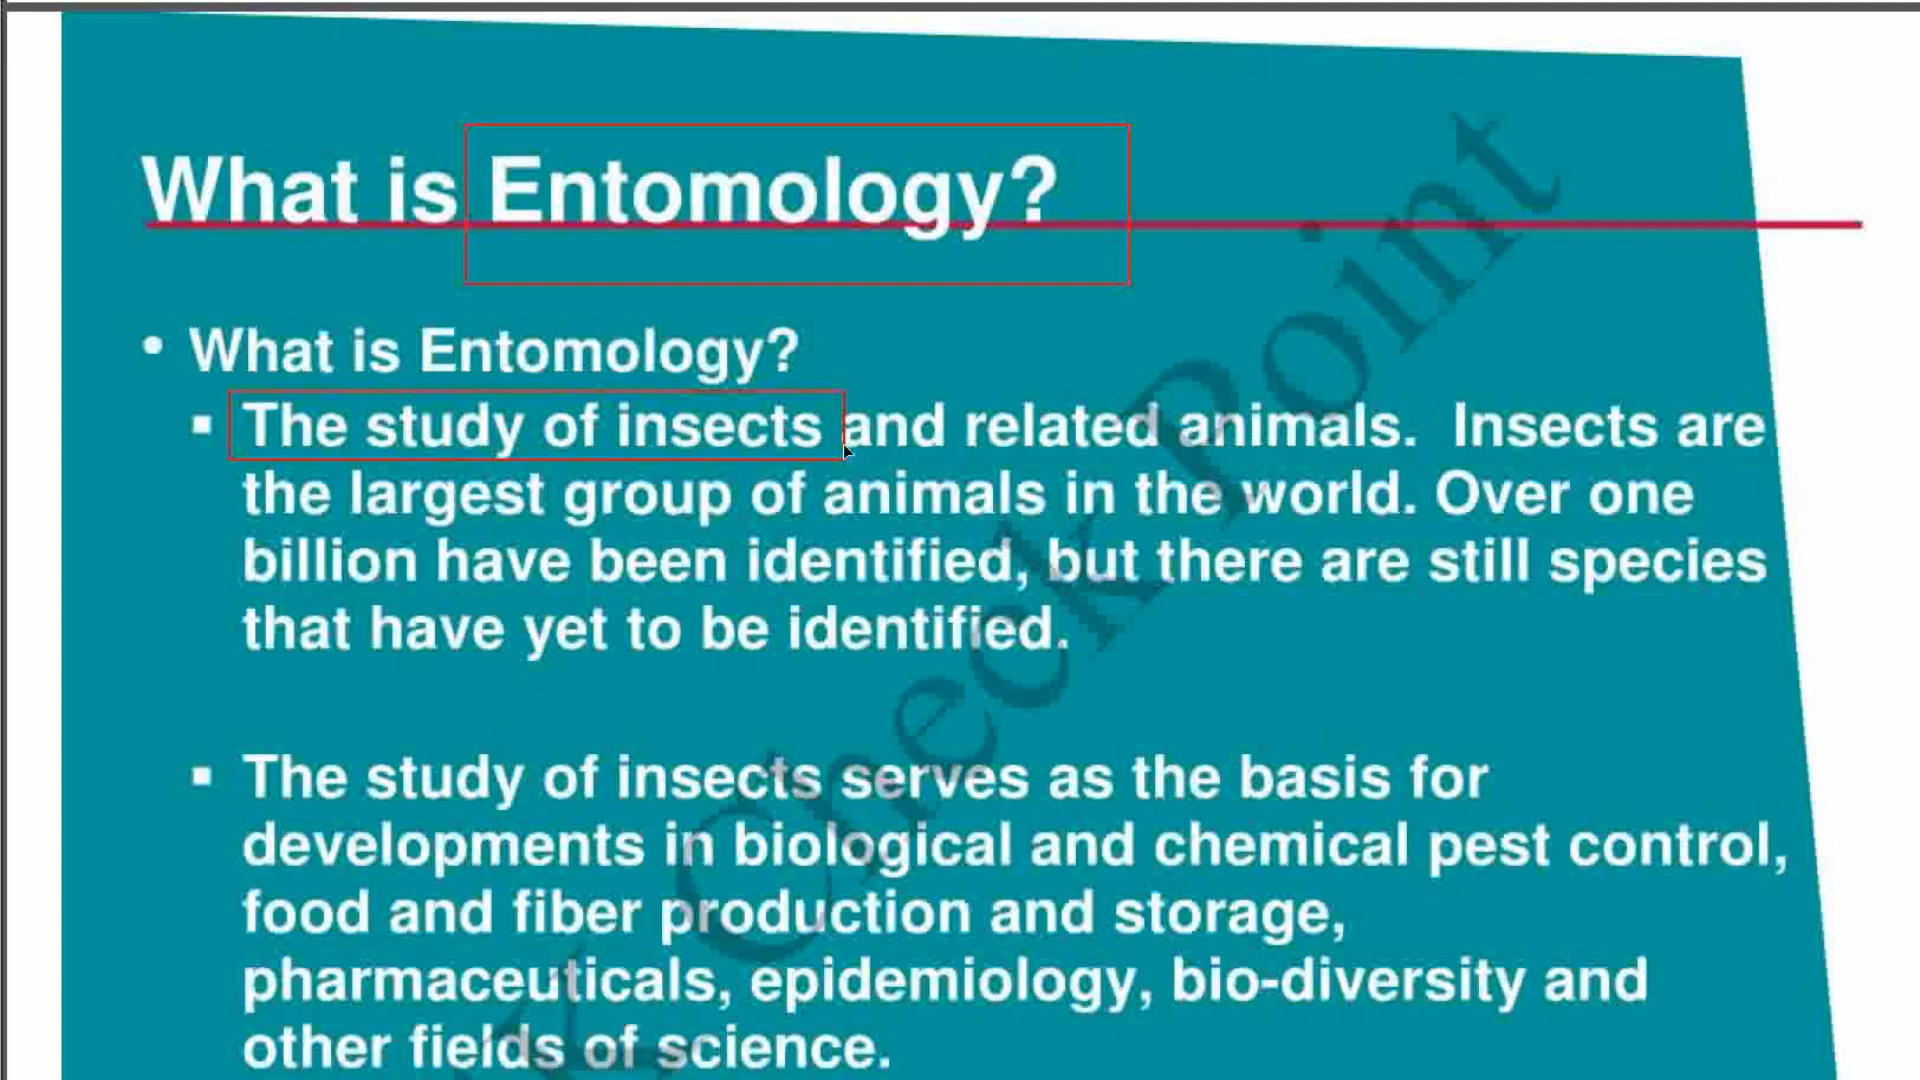 What is Entomology?
• What is Entomology?
▪ The study of insects and related animals. Insects are
the largest group of animals in the world. Over one
billion have been identified, but there are still species
that have yet to be identified.
▪ The study of insects serves as the basis for
developments in biological and chemical pest control,
food and fiber production and storage,
pharmaceuticals, epidemiology, bio-diversity and
other fields of science.
Check Point